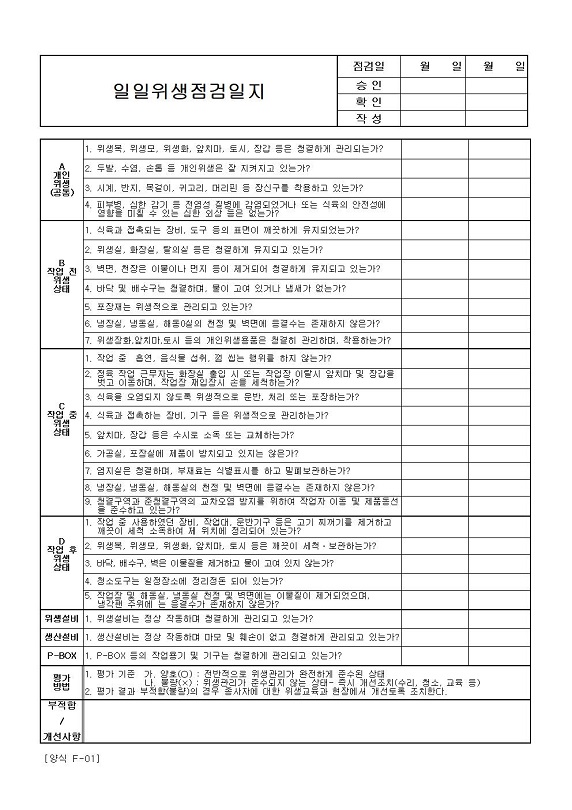 일일위생점검일지
점검일 월 일 월 일
승 인
확 인
작 성
A
개인
위생
(공통)
1. 위생복, 위생모, 위생화, 앞치마, 토시, 장갑 등은 청결하게 관리되는가?
2. 두발, 수염, 손톱 등 개인위생은 잘 지켜지고 있는가?
3. 시계, 반지, 목걸이, 귀고리, 머리핀 등 장신구를 착용하고 있는가?
4. 피부병, 심한 감기 등 전염성 질병에 감염되었거나 또는 식육의 안전성에
영향을 미칠 수 있는 심한 외상 등은 없는가?
B
작업 전
위생
상태
1. 식육과 접촉되는 장비, 도구 등의 표면이 깨끗하게 유지되었는가?
2. 위생실, 화장실, 탈의실 등은 청결하게 유지되고 있는가?
3. 벽면, 천장은 이물이나 먼지 등이 제거되어 청결하게 유지되고 있는가?
4. 바닥 및 배수구는 청결하며, 물이 고여 있거나 냄새가 없는가?
5. 포장재는 위생적으로 관리되고 있는가?
6. 냉장실, 냉동실, 해동0실의 천정 및 벽면에 응결수는 존재하지 않은가?
7. 위생장화,앞치마,토시 등의 개인위생용품은 청결히 관리하며, 착용하는가?
C
작업 중
위생
상태
1. 작업 중 흡연, 음식물 섭취, 껌 씹는 행위를 하지 않는가?
2. 정육 작업 근무자는 화장실 출입 시 또는 작업장 이탈시 앞치마 및 장갑을
벗고 이동하며, 작업장 재입장시 손을 세척하는가?
3. 식육을 오염되지 않도록 위생적으로 운반, 처리 또는 포장하는가?
4. 식육과 접촉하는 장비, 기구 등은 위생적으로 관리하는가?
5. 앞치마, 장갑 등은 수시로 소독 또는 교체하는가?
6. 가공실, 포장실에 제품이 방치되고 있지는 않은가?
7. 염지실은 청결하며, 부재료는 식별표시를 하고 밀폐보관하는가?
8. 냉장실, 냉동실, 해동실의 천정 및 벽면에 응결수는 존재하지 않은가?
9. 청결구역과 준청결구역의 교차오염 방지를 위하여 작업자 이동 및 제품동선
을 준수하고 있는가?
D
작업 후
위생
상태
1. 작업 중 사용하였던 장비, 작업대, 운반기구 등은 고기 찌꺼기를 제거하고
깨끗이 세척 소독하여 제 위치에 정리되어 있는가?
2. 위생복, 위생모, 위생화, 앞치마, 토시 등은 깨끗이 세척·보관하는가?
3. 바닥, 배수구, 벽은 이물질을 제거하고 물이 고여 있지 않는가?
4. 청소도구는 일정장소에 정리정돈 되어 있는가?
5. 작업장 및 해동실, 냉동실 천정 및 벽면에는 이물질이 제거되었으며,
냉각팬 주위에 는 응결수가 존재하지 않은가?
위생설비 1. 위생설비는 정상 작동하며 청결하게 관리되고 있는가?
생산설비 1. 생산설비는 정상 작동하며 마모 및 훼손이 없고 청결하게 관리되고 있는가?
P-BOX 1. P-BOX 등의 작업용기 및 기구는 청결하게 관리되고 있는가?
평가
방법
1. 평가 기준 가. 양호(○) : 전반적으로 위생관리가 완전하게 준수된 상태
나. 불량(×) : 위생관리가 준수되지 않는 상태- 즉시 개선조치(수리, 청소, 교육 등)
2. 평가 결과 부적합(불량)의 경우 종사자에 대한 위생교육과 현장에서 개선토록 조치한다.
부적합
/
개선사항
[양식 F-01]